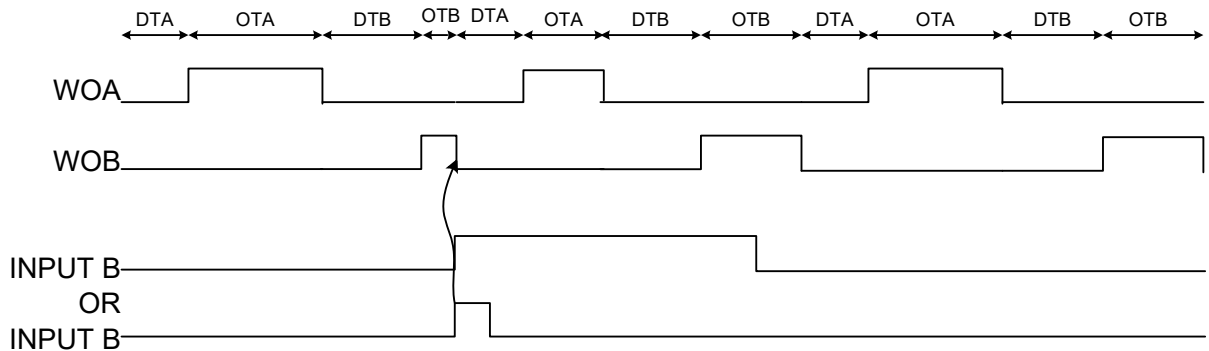 DTA OTA DTB OTB DTA OTA DTB OTB DTA OTA DTB OTB
WOA
WOB
INPUT B
OR
INPUT B